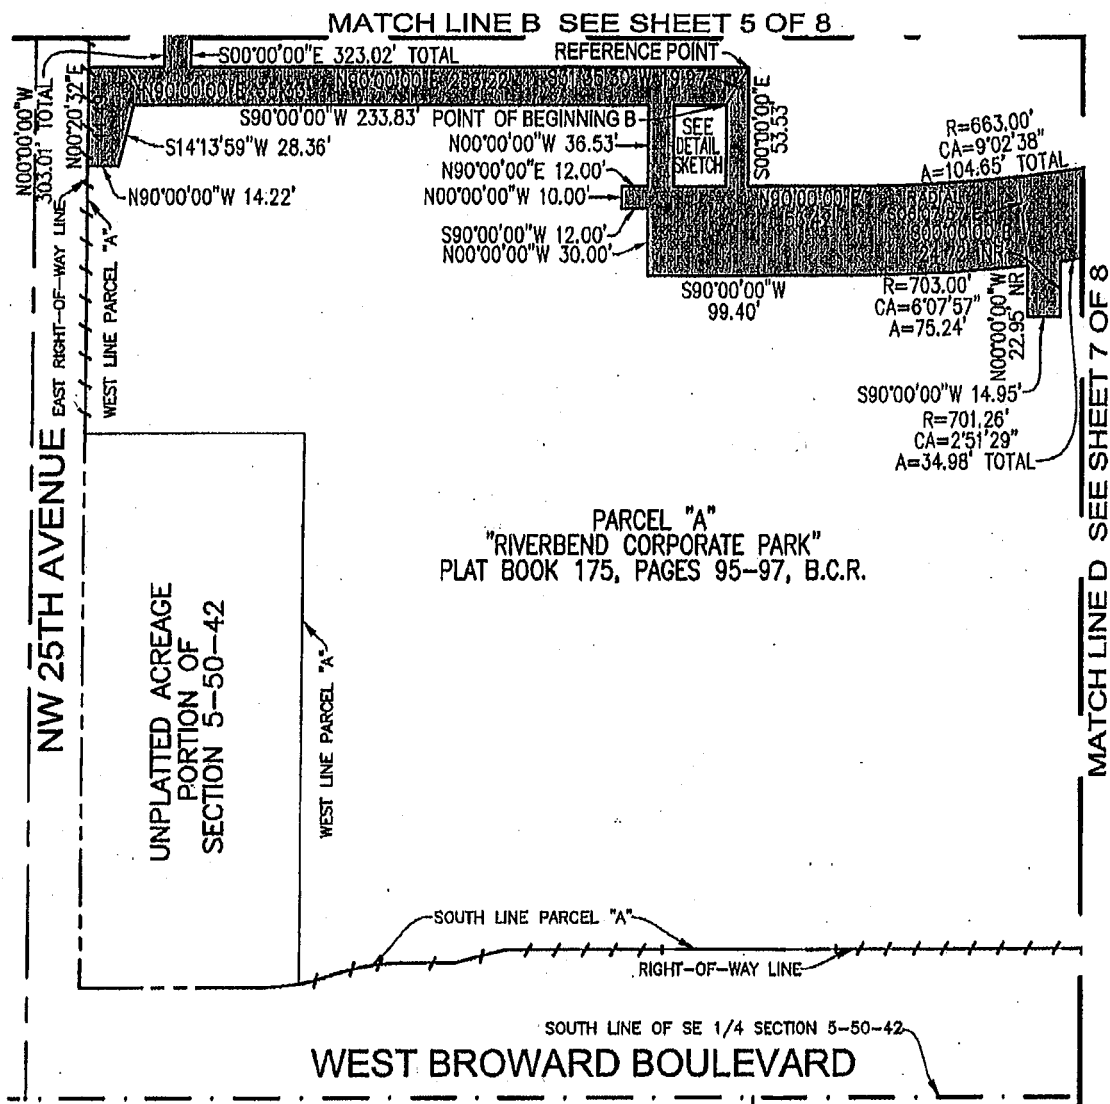 MATCH LINE B SEE SHEET 5 OF 8
S00°00'00"E 323.02' TOTAL
REFERENCE POINT
N00°00'00"W
303.01' TOTAL
N00°20'32"E
S90°00'00"W 233.83'
POINT OF BEGINNING B
S14°13'59"W 28.36'
N90°00'00"W 14.22'
N00°00'00"W 36.53'
N90°00'00"E 12.00'
N00°00'00"W 10.00'
S90°00'00"W 12.00'
N00°00'00"W 30.00'
SEE
DETAIL
SKETCH
S00°00'00"E
53.53'
R=663.00'
CA=9°02'38"
A=104.65' TOTAL
N90°00'00"E
RADIAL
S90°00'00"W
99.40'
R=703.00'
CA=6°07'57"
A=75.24'
N00°00'00"W
22.95' NR
S90°00'00"W 14.95'
R=701.26'
CA=2°51'29"
A=34.98' TOTAL
EAST RIGHT-OF-WAY LINE
WEST LINE PARCEL "A"
NW 25TH AVENUE
MATCH LINE D SEE SHEET 7 OF 8
PARCEL "A"
"RIVERBEND CORPORATE PARK"
PLAT BOOK 175, PAGES 95-97, B.C.R.
UNPLATTED ACREAGE
PORTION OF
SECTION 5-50-42
WEST LINE PARCEL "A"
SOUTH LINE PARCEL "A"
RIGHT-OF-WAY LINE
SOUTH LINE OF SE 1/4 SECTION 5-50-42
WEST BROWARD BOULEVARD